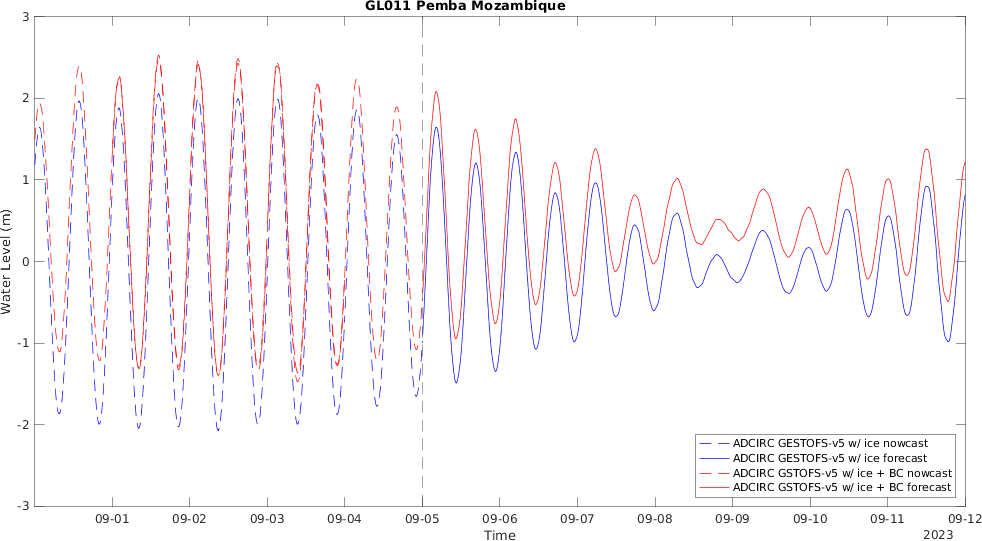 GL011 Pemba Mozambique
3
2
1
0
-1
-2
-3
Water Level (m)
ADCIRC GESTOFS-v5 w/ ice nowcast
ADCIRC GESTOFS-v5 w/ ice forecast
ADCIRC GSTOFS-v5 w/ ice + BC nowcast
ADCIRC GSTOFS-v5 w/ ice + BC forecast
09-01 09-02 09-03 09-04 09-05 09-06 09-07 09-08 09-09 09-10 09-11 09-12
Time
2023